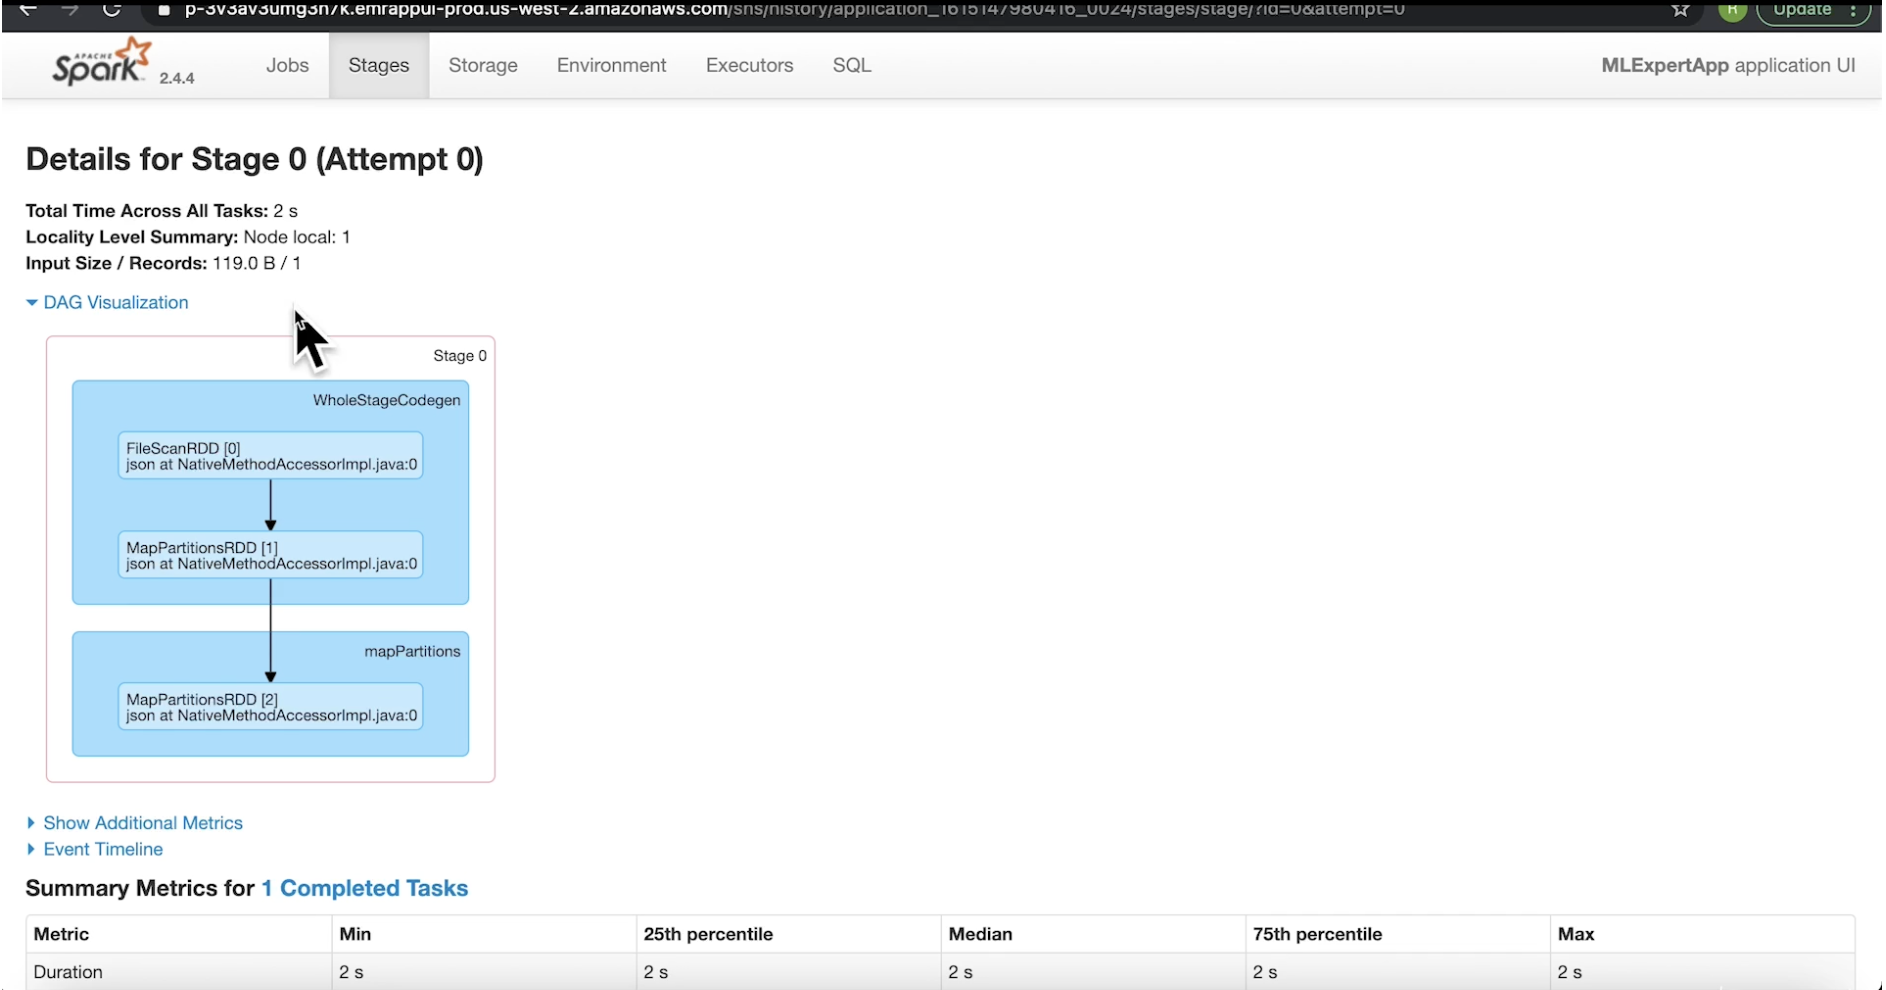 p-3v3av3umg3n7k.emrappui-prod.us-west-2.amazonaws.com/shs/history/application_1615147980416_0024/stages/stage/?id=0&attempt=0
R
Update
APACHE
Spark 2.4.4
Jobs
Stages
Storage
Environment
Executors
SQL
MLExpertApp application UI
Details for Stage 0 (Attempt 0)
Total Time Across All Tasks: 2 s
Locality Level Summary: Node local: 1
Input Size / Records: 119.0 B / 1
DAG Visualization
Stage 0
WholeStageCodegen
FileScanRDD [0]
json at NativeMethodAccessorImpl.java:0
MapPartitionsRDD [1]
json at NativeMethodAccessorImpl.java:0
mapPartitions
MapPartitionsRDD [2]
json at NativeMethodAccessorImpl.java:0
Show Additional Metrics
Event Timeline
Summary Metrics for 1 Completed Tasks
Metric Min 25th percentile Median 75th percentile Max
Duration 2 s 2 s 2 s 2 s 2 s